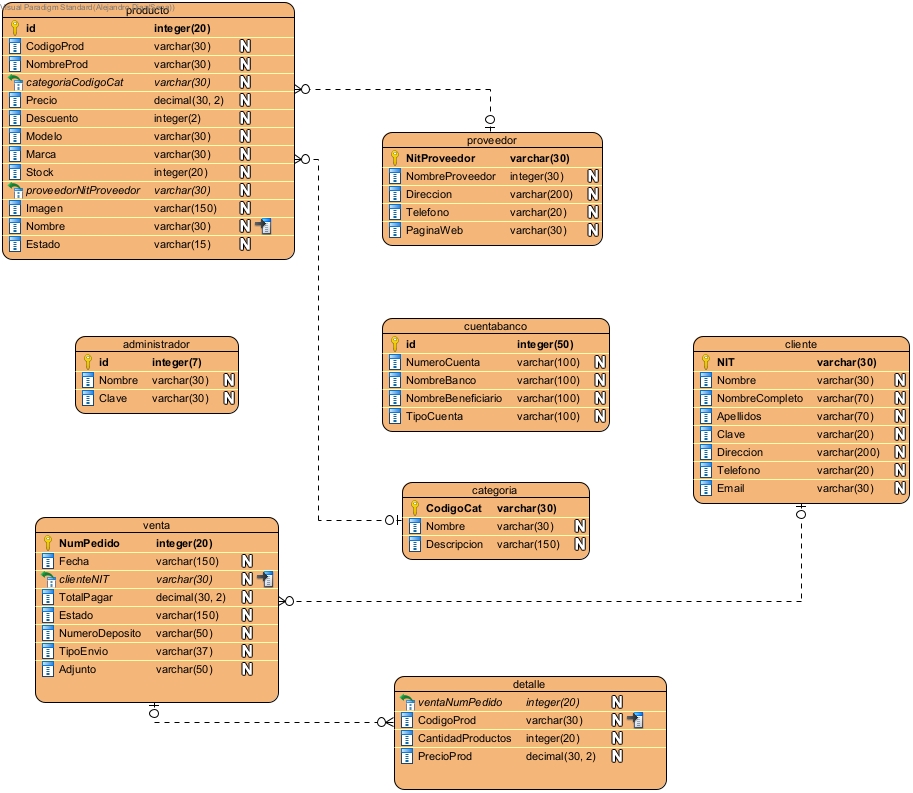 Visual Paradigm Standard(Alejandro
producto
id integer(20)
CodigoProd varchar(30) N
NombreProd varchar(30) N
categoriaCodigoCat varchar(30) N
Precio decimal(30, 2) N
Descuento integer(2) N
Modelo varchar(30) N
Marca varchar(30) N
Stock integer(20) N
proveedorNitProveedor varchar(30) N
Imagen varchar(150) N
Nombre varchar(30) N
Estado varchar(15) N
proveedor
NitProveedor varchar(30)
NombreProveedor integer(30) N
Direccion varchar(200) N
Telefono varchar(20) N
PaginaWeb varchar(30) N
administrador
id integer(7)
Nombre varchar(30) N
Clave varchar(30) N
cuentabanco
id integer(50)
NumeroCuenta varchar(100) N
NombreBanco varchar(100) N
NombreBeneficiario varchar(100) N
TipoCuenta varchar(100) N
cliente
NIT varchar(30)
Nombre varchar(30) N
NombreCompleto varchar(70) N
Apellidos varchar(70) N
Clave varchar(20) N
Direccion varchar(200) N
Telefono varchar(20) N
Email varchar(30) N
categoria
CodigoCat varchar(30)
Nombre varchar(30) N
Descripcion varchar(150) N
venta
NumPedido integer(20)
Fecha varchar(150) N
clienteNIT varchar(30) N
TotalPagar decimal(30, 2) N
Estado varchar(150) N
NumeroDeposito varchar(50) N
TipoEnvio varchar(37) N
Adjunto varchar(50) N
detalle
ventaNumPedido integer(20) N
CodigoProd varchar(30) N
CantidadProductos integer(20) N
PrecioProd decimal(30, 2) N